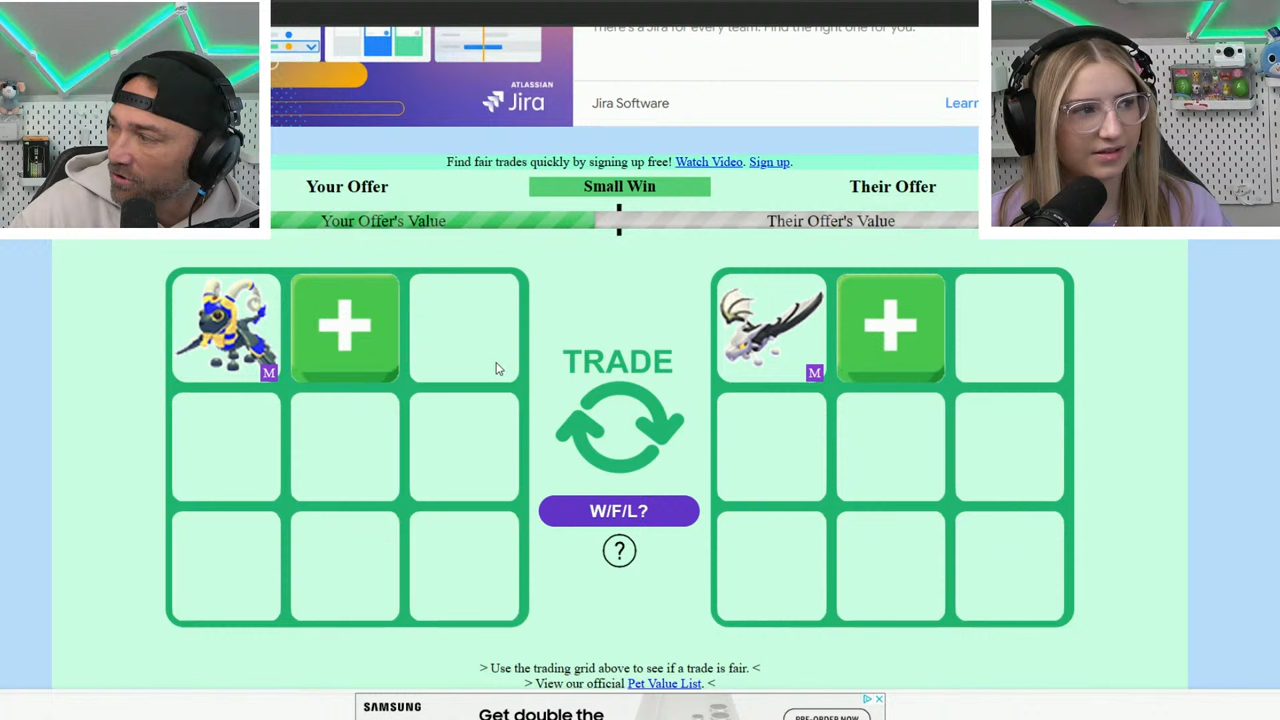 There's a Jira for every team. Find the right one for you.
ATLASSIAN
Jira
Jira Software
Learn
Find fair trades quickly by signing up free! Watch Video. Sign up.
Your Offer
Small Win
Their Offer
Your Offer's Value
Their Offer's Value
M
M
TRADE
W/F/L?
?
> Use the trading grid above to see if a trade is fair. <
> View our official Pet Value List. <
SAMSUNG
Get double the
PRE-ORDER NOW